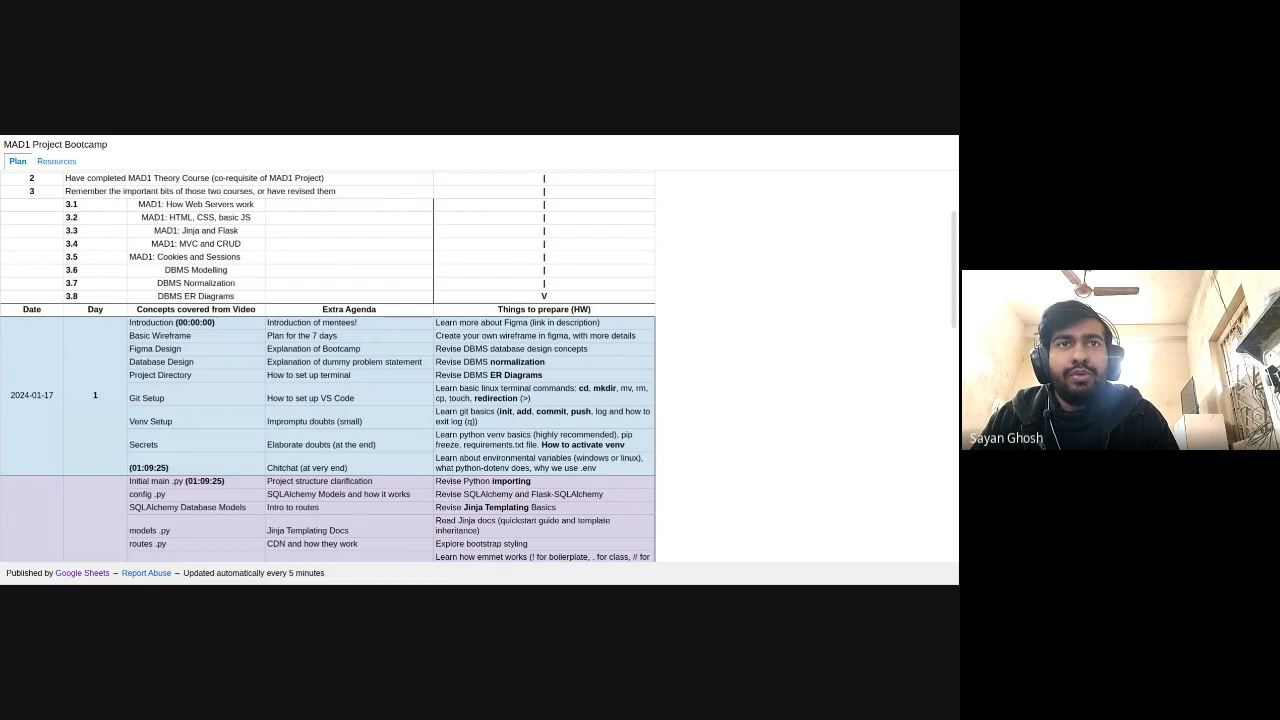 MAD1 Project Bootcamp
Plan Resources
2 Have completed MAD1 Theory Course (co-requisite of MAD1 Project) |
3 Remember the important bits of those two courses, or have revised them |
3.1 MAD1: How Web Servers work |
3.2 MAD1: HTML, CSS, basic JS |
3.3 MAD1: Jinja and Flask |
3.4 MAD1: MVC and CRUD |
3.5 MAD1: Cookies and Sessions |
3.6 DBMS Modelling |
3.7 DBMS Normalization |
3.8 DBMS ER Diagrams V
Date Day Concepts covered from Video Extra Agenda Things to prepare (HW)
Introduction (00:00:00) Introduction of mentees! Learn more about Figma (link in description)
Basic Wireframe Plan for the 7 days Create your own wireframe in figma, with more details
Figma Design Explanation of Bootcamp Revise DBMS database design concepts
Database Design Explanation of dummy problem statement Revise DBMS normalization
Project Directory How to set up terminal Revise DBMS ER Diagrams
Learn basic linux terminal commands: cd, mkdir, mv, rm,
2024-01-17 1 Git Setup How to set up VS Code cp, touch, redirection (>)
Learn git basics (init, add, commit, push, log and how to
Venv Setup Impromptu doubts (small) exit log (q))
Learn python venv basics (highly recommended), pip
Secrets Elaborate doubts (at the end) freeze, requirements.txt file. How to activate venv
Learn about environmental variables (windows or linux),
(01:09:25) Chitchat (at very end) what python-dotenv does, why we use .env
Initial main .py (01:09:25) Project structure clarification Revise Python importing
config .py SQLAlchemy Models and how it works Revise SQLAlchemy and Flask-SQLAlchemy
SQLAlchemy Database Models Intro to routes Revise Jinja Templating Basics
Read Jinja docs (quickstart guide and template
models .py Jinja Templating Docs inheritance)
routes .py CDN and how they work Explore bootstrap styling
Learn how emmet works (! for boilerplate, . for class, # for
Published by Google Sheets – Report Abuse – Updated automatically every 5 minutes
Sayan Ghosh